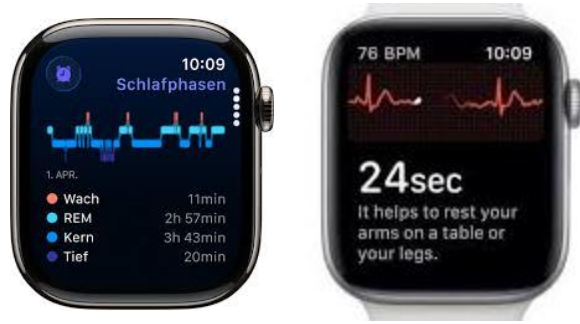 10:09
Schlafphasen
1. APR.
Wach 11min
REM 2h 57min
Kern 3h 43min
Tief 20min
76 BPM 10:09
24sec
It helps to rest your
arms on a table or
your legs.